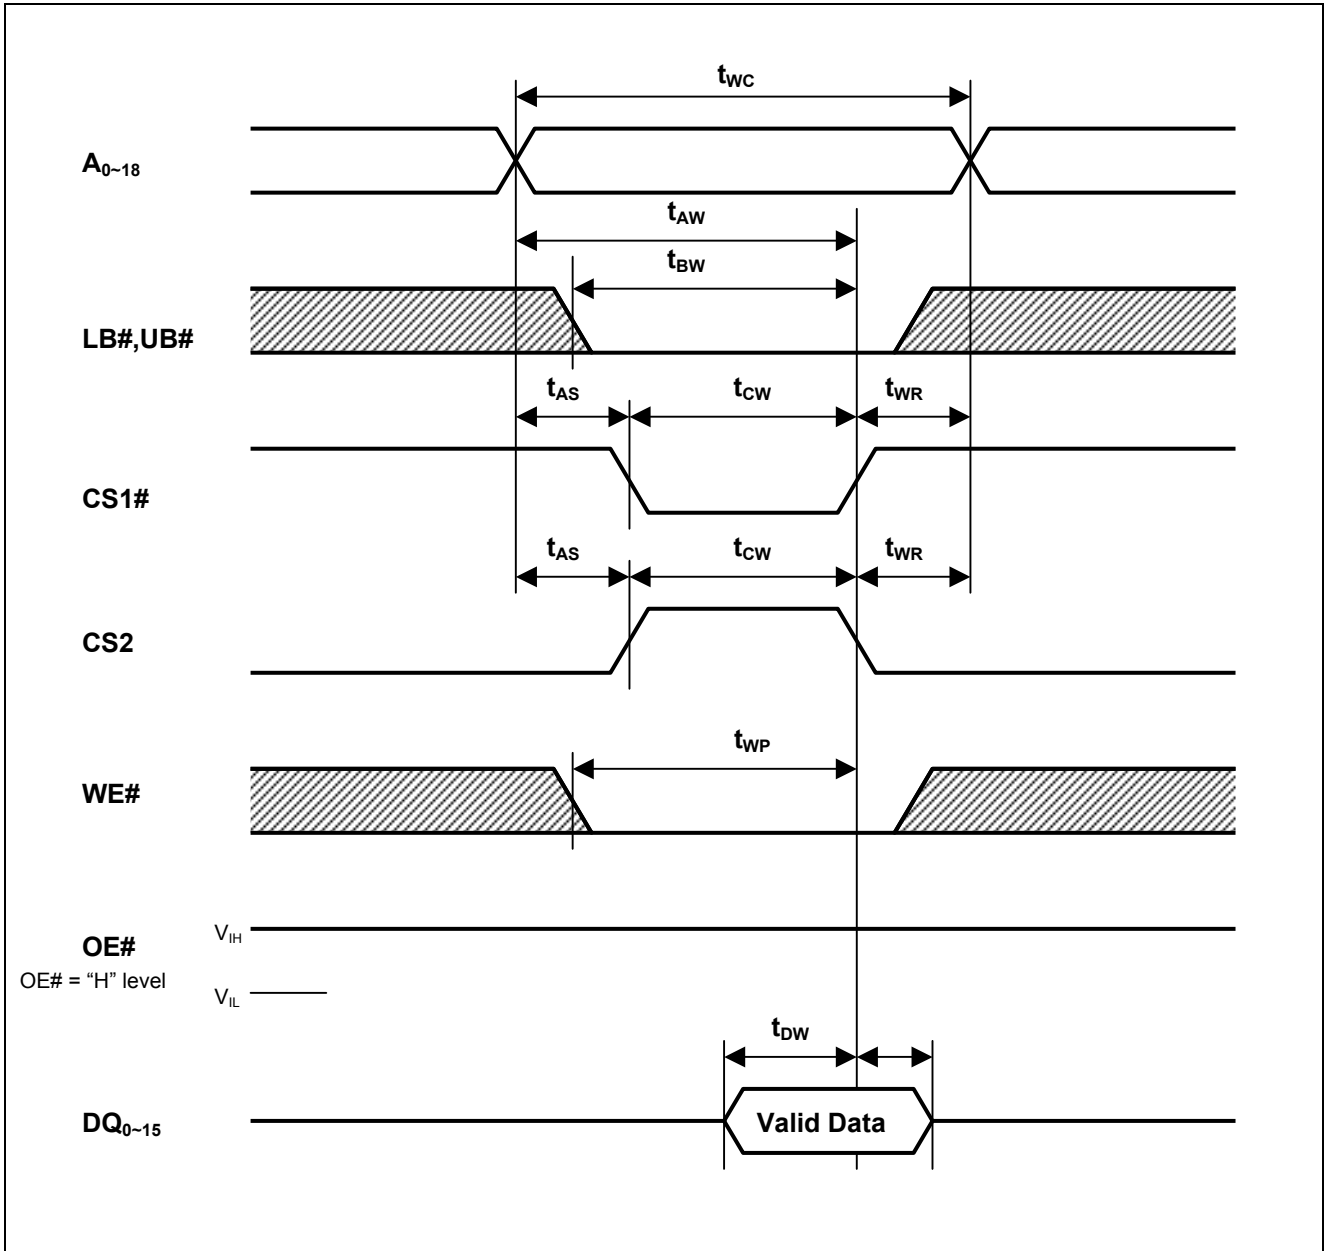 tWC
A0~18
tAW
tBW
LB#,UB#
tAS tCW tWR
CS1#
tAS tCW tWR
CS2
tWP
WE#
VIH
OE#
OE# = “H” level
VIL
tDW
DQ0~15 Valid Data